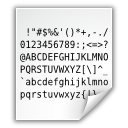 !"#$%&'()*+,-./
0123456789:;<=>?
@ABCDEFGHIJKLMNO
PQRSTUVWXYZ[\]^_
`abcdefghijklmno
pqrstuvwxyz{|